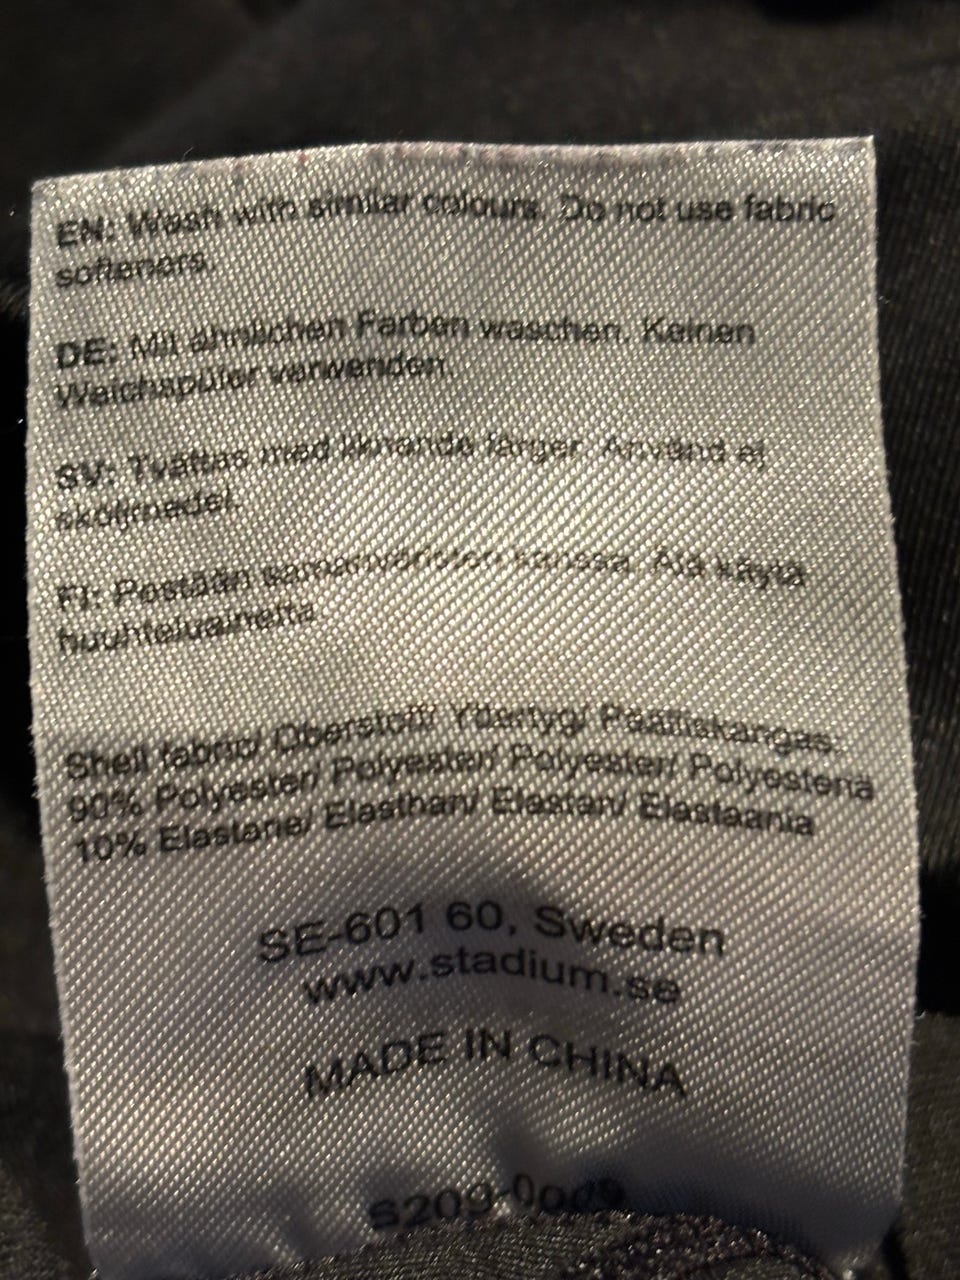 EN: Wash with similar colours. Do not use fabric
softeners.
DE: Mit ähnlichen Farben waschen. Keinen
Weichspüler verwenden.
SV: Tvättas med liknande färger. Använd ej
sköljmedel.
FI: Pestään samanväristen kanssa. Älä käytä
huuhteluainetta.
Shell fabric/ Oberstoff/ Yttertyg/ Päällikangas:
90% Polyester/ Polyester/ Polyester/ Polyesteria
10% Elastane/ Elasthan/ Elastan/ Elastaania
SE-601 60, Sweden
www.stadium.se
MADE IN CHINA